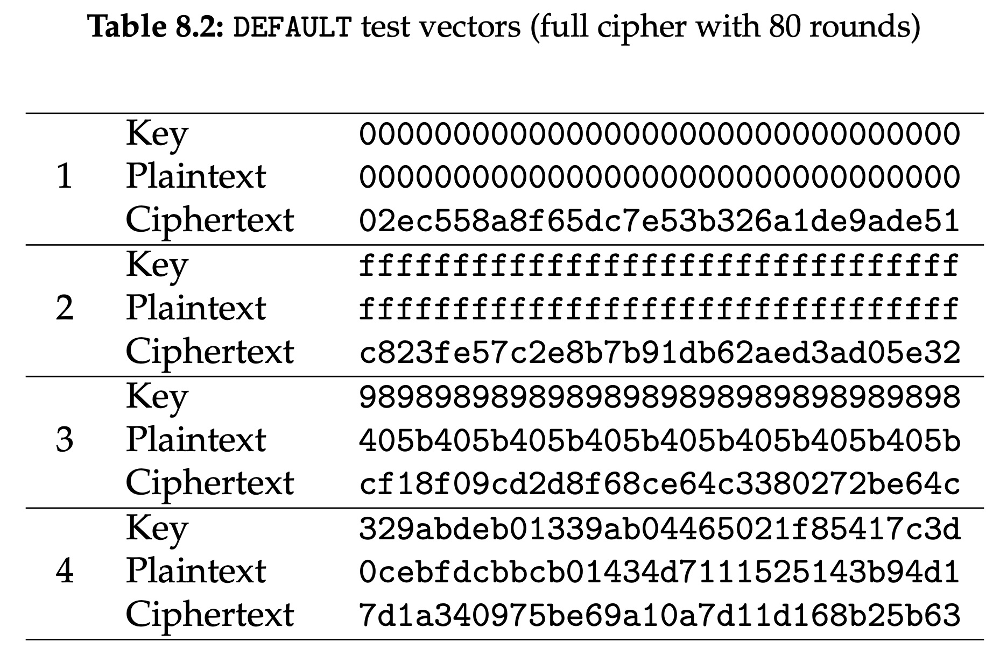 Table 8.2: DEFAULT test vectors (full cipher with 80 rounds)
Key 00000000000000000000000000000000
1 Plaintext 00000000000000000000000000000000
Ciphertext 02ec558a8f65dc7e53b326a1de9ade51
Key ffffffffffffffffffffffffffffffff
2 Plaintext ffffffffffffffffffffffffffffffff
Ciphertext c823fe57c2e8b7b91db62aed3ad05e32
Key 98989898989898989898989898989898
3 Plaintext 405b405b405b405b405b405b405b405b
Ciphertext cf18f09cd2d8f68ce64c3380272be64c
Key 329abdeb01339ab04465021f85417c3d
4 Plaintext 0cebfdcbbcb01434d7111525143b94d1
Ciphertext 7d1a340975be69a10a7d11d168b25b63